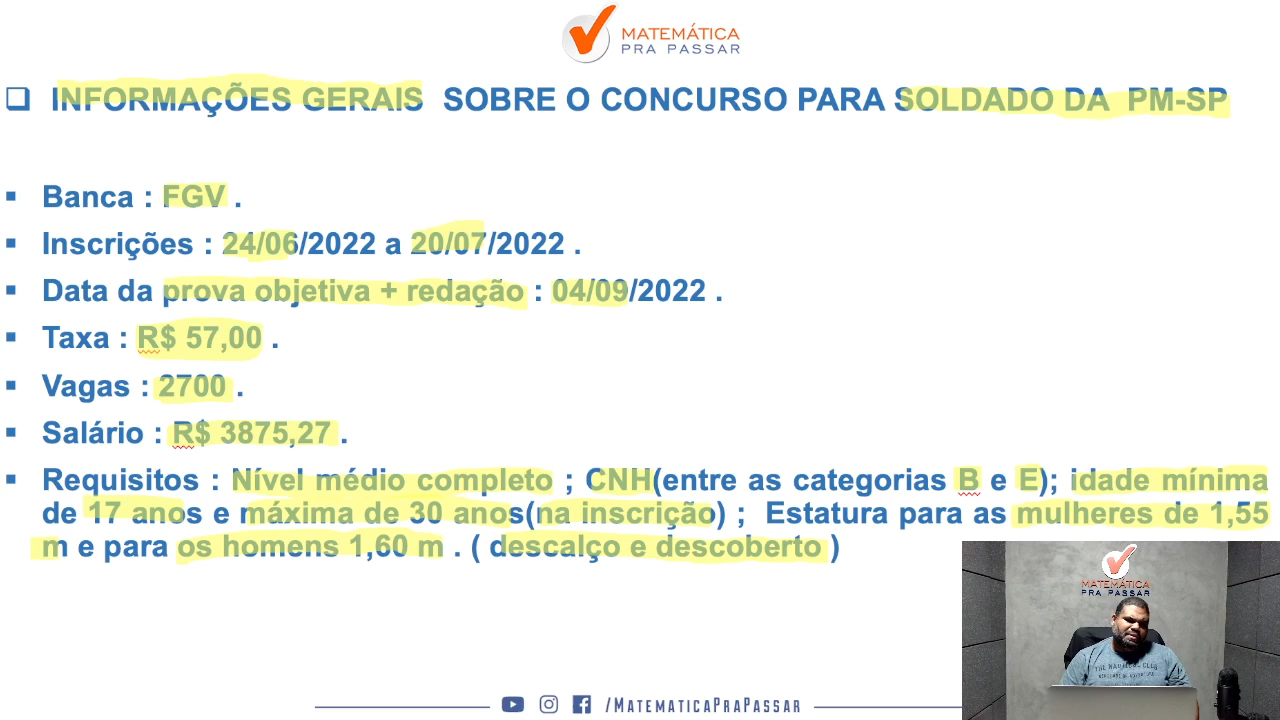 MATEMÁTICA
PRA PASSAR
INFORMAÇÕES GERAIS SOBRE O CONCURSO PARA SOLDADO DA PM-SP
Banca : FGV .
Inscrições : 24/06/2022 a 20/07/2022 .
Data da prova objetiva + redação : 04/09/2022 .
Taxa : R$ 57,00 .
Vagas : 2700 .
Salário : R$ 3875,27 .
Requisitos : Nível médio completo ; CNH(entre as categorias B e E); idade mínima
de 17 anos e máxima de 30 anos(na inscrição) ; Estatura para as mulheres de 1,55
m e para os homens 1,60 m . ( descalço e descoberto )
MATEMÁTICA
PRA PASSAR
THE NAUTICAL CLUB
/MATEMATICAPRAPASSAR